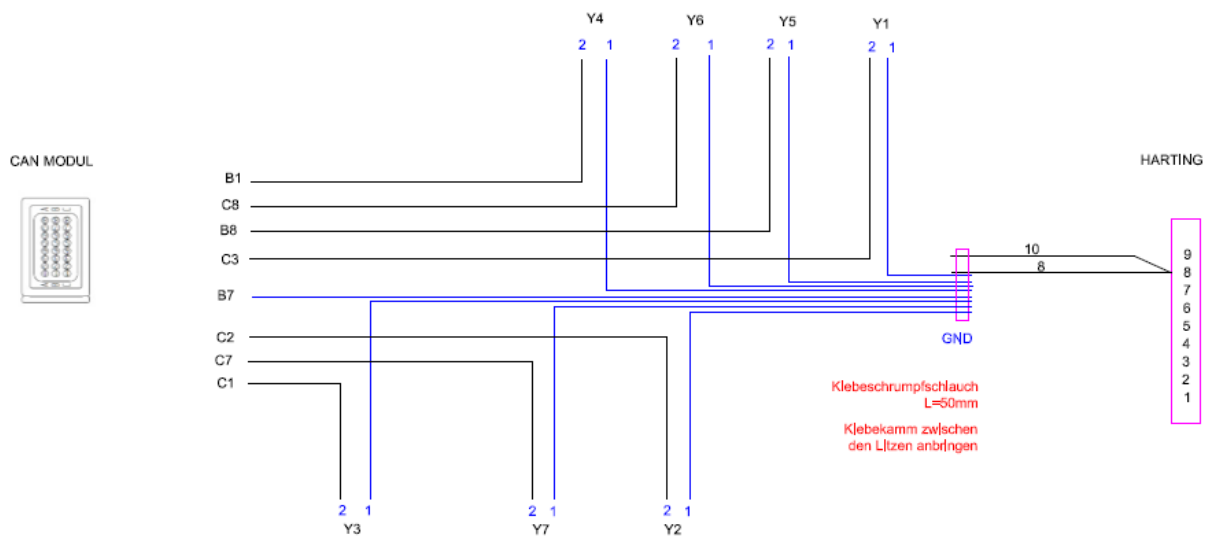 Y4 Y6 Y5 Y1
2 1 2 1 2 1 2 1
CAN MODUL
HARTING
B1
C8
B8
C3
B7
C2
C7
C1
10
8
GND
9
8
7
6
5
4
3
2
1
Klebeschrumpfschlauch
L=50mm
Klebekamm zwischen
den Litzen anbringen
2 1 2 1 2 1
Y3 Y7 Y2